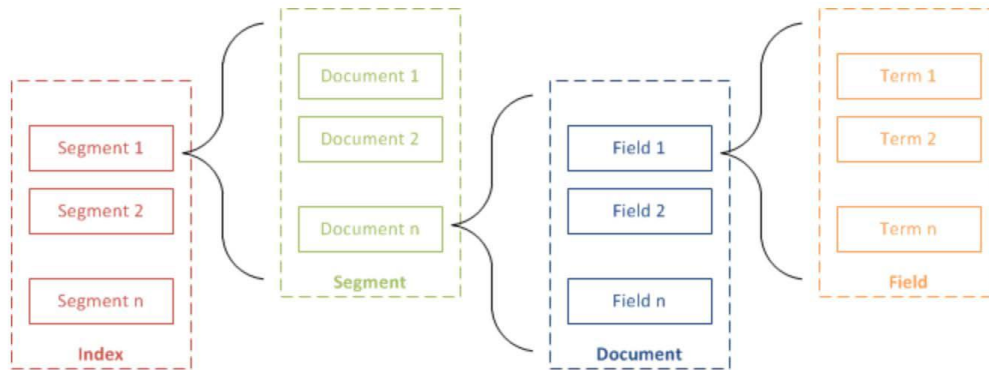 Segment 1
Segment 2
Segment n
Index
Document 1
Document 2
Document n
Segment
Field 1
Field 2
Field n
Document
Term 1
Term 2
Term n
Field